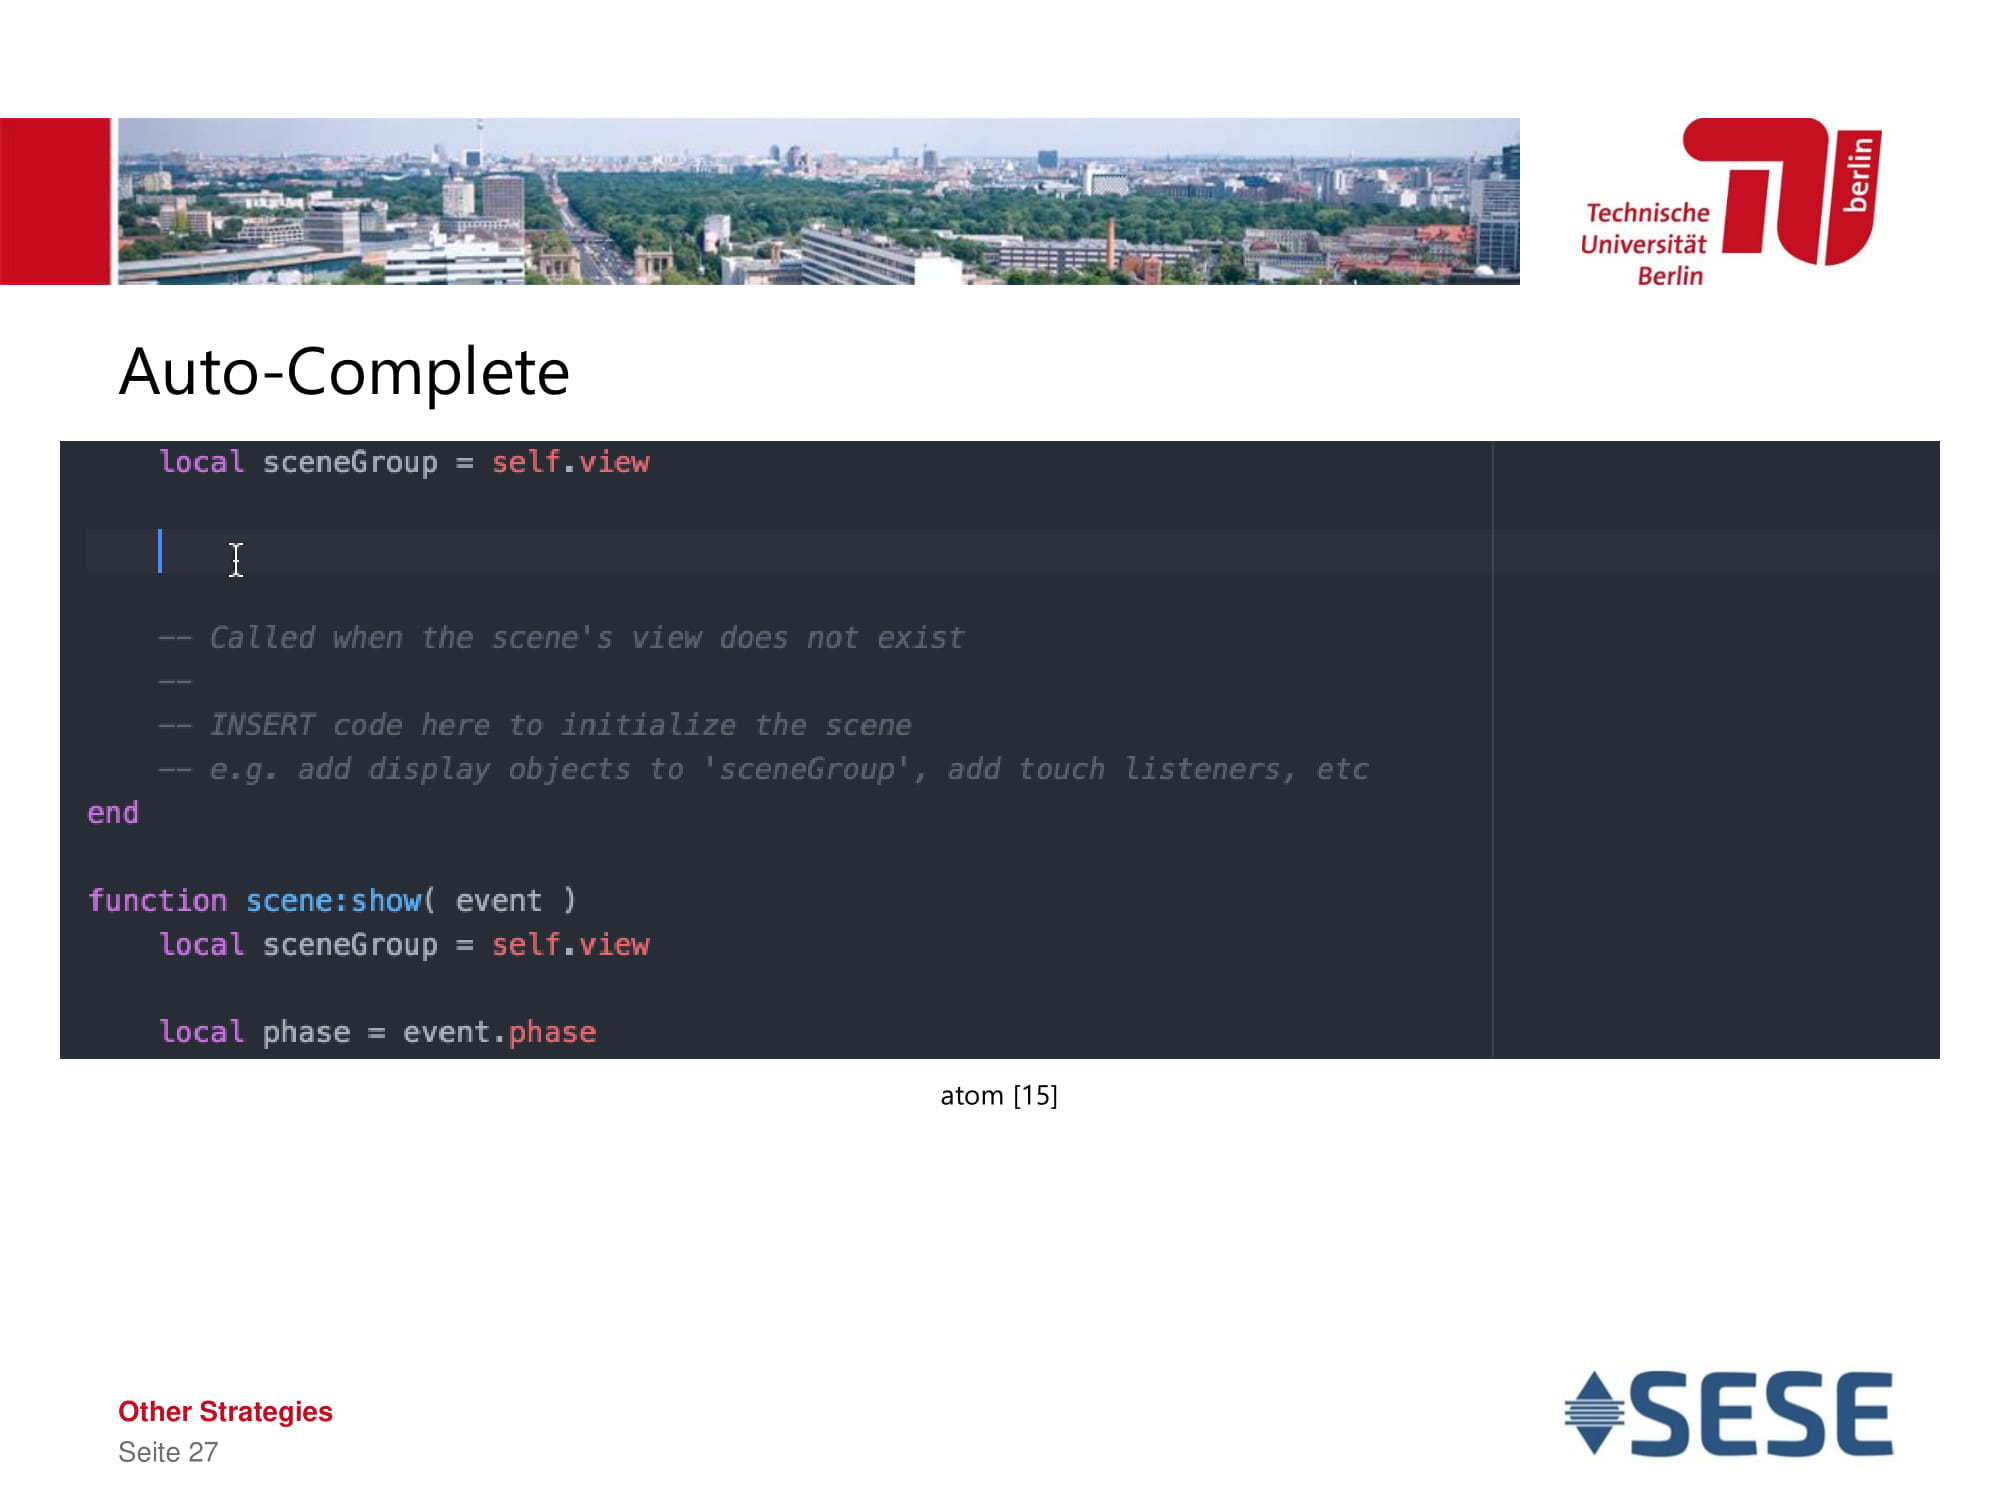 Technische
Universität
Berlin
berlin
Auto-Complete
local sceneGroup = self.view
-- Called when the scene's view does not exist
--
-- INSERT code here to initialize the scene
-- e.g. add display objects to 'sceneGroup', add touch listeners, etc
end
function scene:show( event )
local sceneGroup = self.view
local phase = event.phase
atom [15]
Other Strategies
Seite 27
SESE